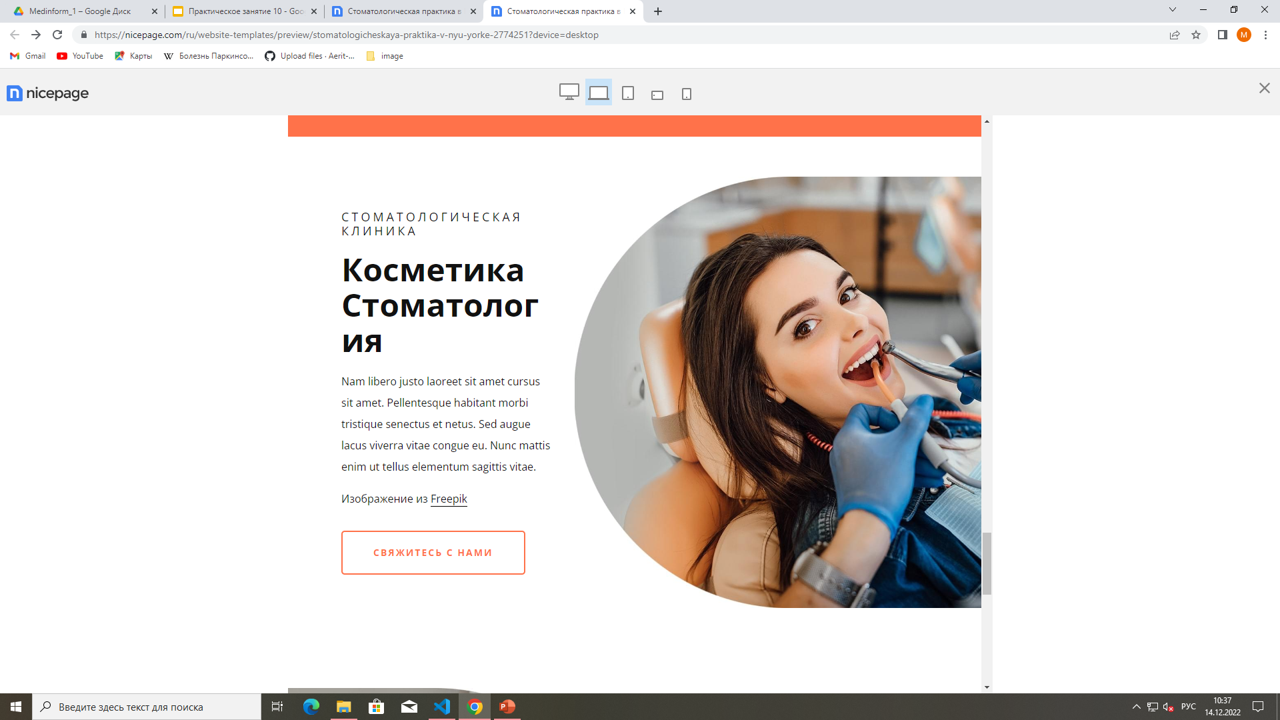 Medinform_1 – Google Диск
Практическое занятие 10 - Goo
Стоматологическая практика в
Стоматологическая практика в
https://nicepage.com/ru/website-templates/preview/stomatologicheskaya-praktika-v-nyu-yorke-2774251?device=desktop
M
Gmail
YouTube
Карты
Болезнь Паркинсо...
Upload files · Aerit-...
image
nicepage
СТОМАТОЛОГИЧЕСКАЯ
КЛИНИКА
Косметика
Стоматолог
ия
Nam libero justo laoreet sit amet cursus
sit amet. Pellentesque habitant morbi
tristique senectus et netus. Sed augue
lacus viverra vitae congue eu. Nunc mattis
enim ut tellus elementum sagittis vitae.
Изображение из Freepik
СВЯЖИТЕСЬ С НАМИ
Введите здесь текст для поиска
РУС
10:37
14.12.2022